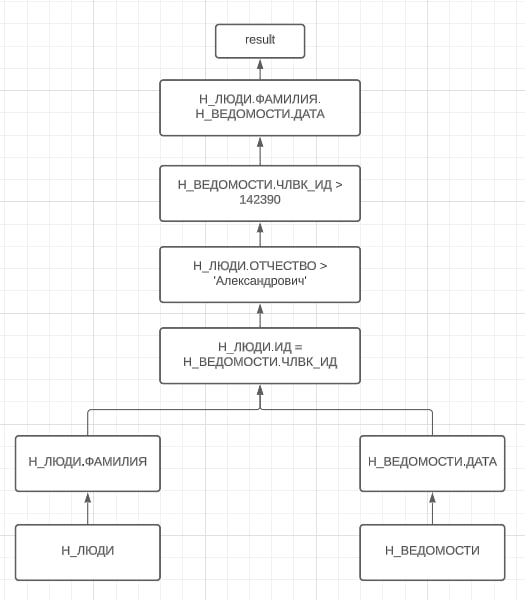 result
Н_ЛЮДИ.ФАМИЛИЯ.
Н_ВЕДОМОСТИ.ДАТА
Н_ВЕДОМОСТИ.ЧЛВК_ИД >
142390
Н_ЛЮДИ.ОТЧЕСТВО >
'Александрович'
Н_ЛЮДИ.ИД =
Н_ВЕДОМОСТИ.ЧЛВК_ИД
Н_ЛЮДИ.ФАМИЛИЯ
Н_ВЕДОМОСТИ.ДАТА
Н_ЛЮДИ
Н_ВЕДОМОСТИ